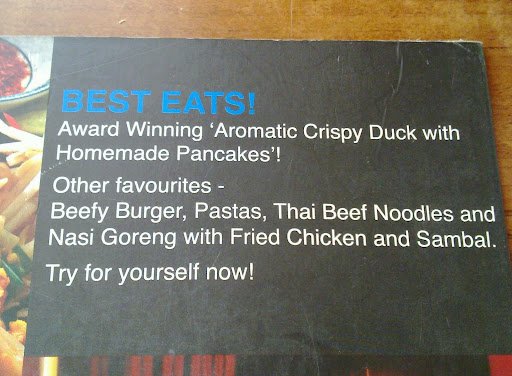 BEST EATS!
Award Winning ‘Aromatic Crispy Duck with
Homemade Pancakes’!
Other favourites -
Beefy Burger, Pastas, Thai Beef Noodles and
Nasi Goreng with Fried Chicken and Sambal.
Try for yourself now!